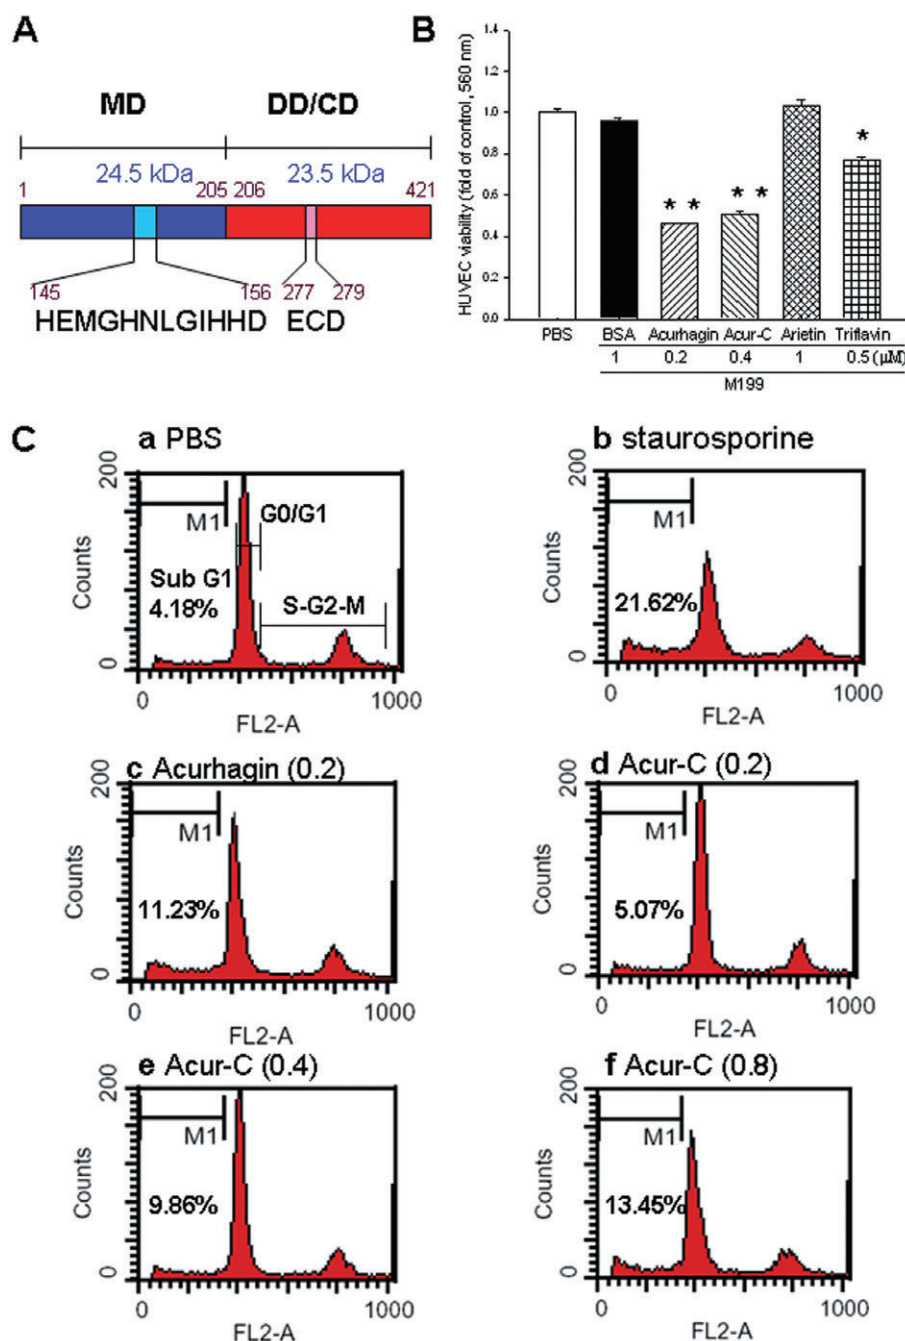 A
MD DD/CD
24.5 kDa 23.5 kDa
1 205 206 421
145 156 277 279
HEMGHNLGIHHD ECD
B
HUVEC viability (fold of control, 560 nm)
1.4
1.2
1.0
0.8
0.6
0.4
0.2
0.0
* *
* *
*
PBS BSA Acurhagin Acur-C Arietin Triflavin
1 0.2 0.4 1 0.5 (μM)
M199
C
a PBS
200
Counts
0
M1
G0/G1
Sub G1
4.18%
S-G2-M
0 1000
FL2-A
b staurosporine
200
Counts
0
M1
21.62%
0 1000
FL2-A
c Acurhagin (0.2)
200
Counts
0
M1
11.23%
0 1000
FL2-A
d Acur-C (0.2)
200
Counts
0
M1
5.07%
0 1000
FL2-A
e Acur-C (0.4)
200
Counts
0
M1
9.86%
0 1000
FL2-A
f Acur-C (0.8)
200
Counts
0
M1
13.45%
0 1000
FL2-A